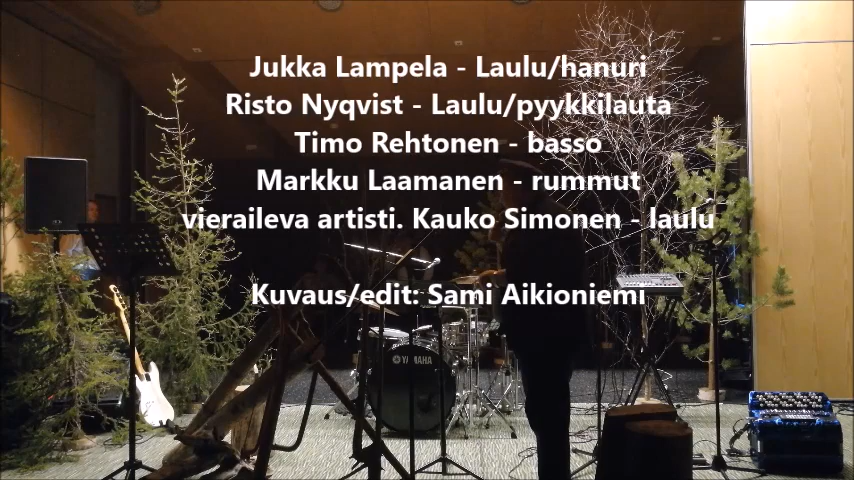 Jukka Lampela - Laulu/hanuri
Risto Nyqvist - Laulu/pyykkilauta
Timo Rehtonen - basso
Markku Laamanen - rummut
vieraileva artisti. Kauko Simonen - laulu
Kuvaus/edit: Sami Aikioniemi
YAMAHA